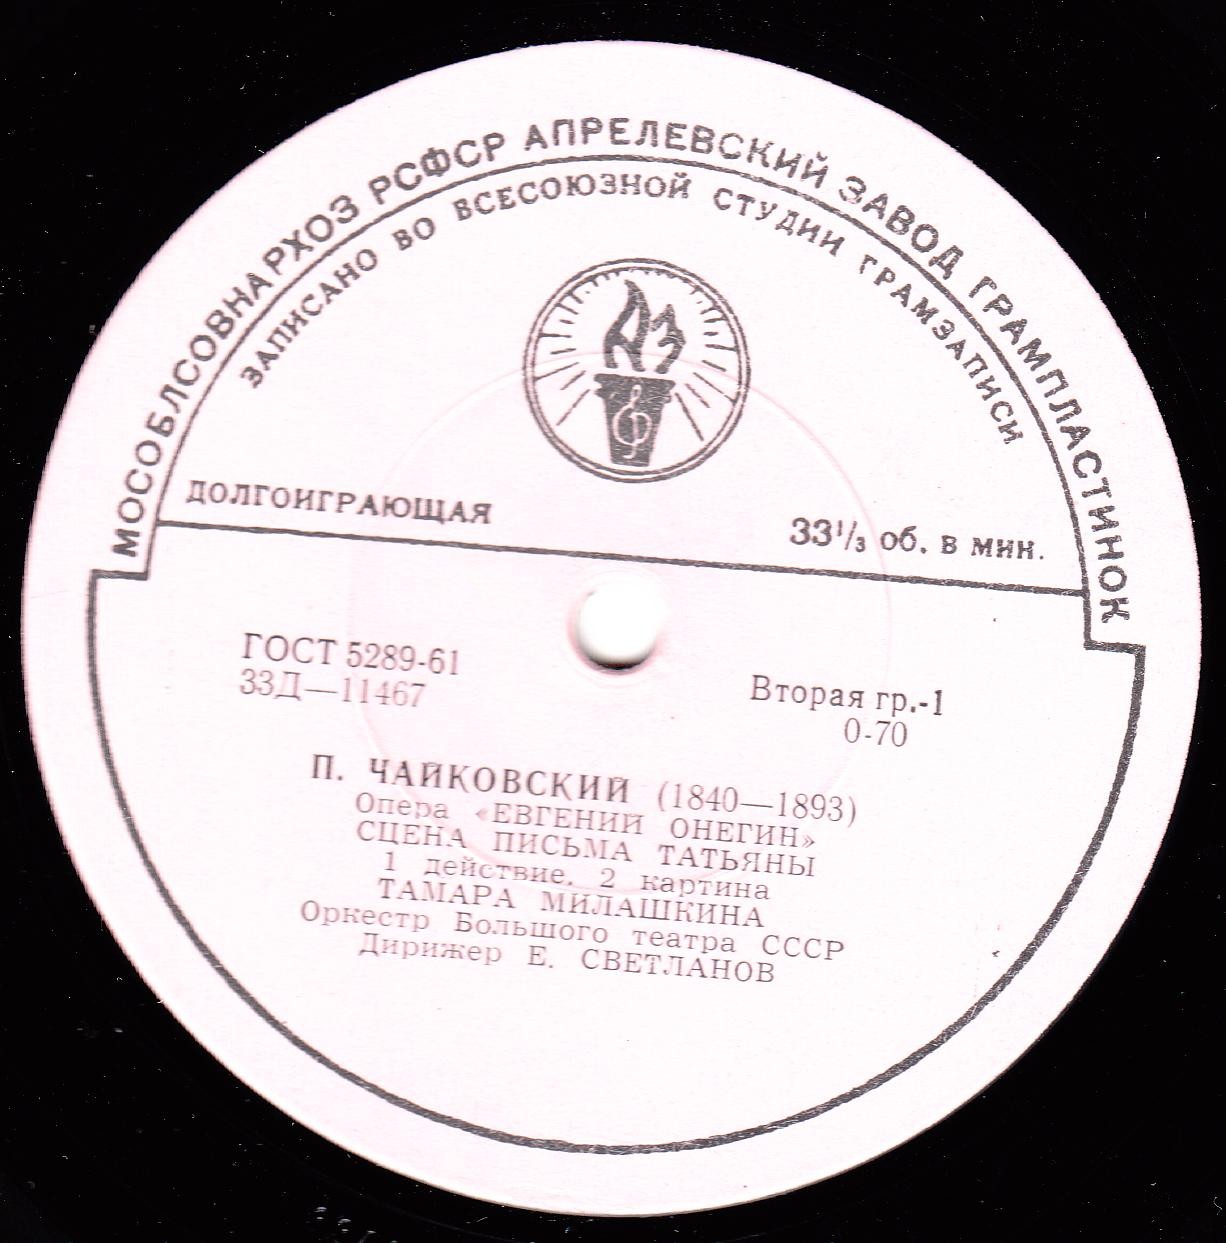 МОСОБЛСОВНАРХОЗ РСФСР АПРЕЛЕВСКИЙ ЗАВОД ГРАМПЛАСТИНОК
ЗАПИСАНО ВО ВСЕСОЮЗНОЙ СТУДИИ ГРАМЗАПИСИ
ДОЛГОИГРАЮЩАЯ
33 1/3 об. в мин.
ГОСТ 5289-61
33Д—11467
Вторая гр.-1
0-70
П. ЧАЙКОВСКИЙ (1840—1893)
Опера «ЕВГЕНИЙ ОНЕГИН»
СЦЕНА ПИСЬМА ТАТЬЯНЫ
1 действие, 2 картина
ТАМАРА МИЛАШКИНА
Оркестр Большого театра СССР
Дирижер Е. СВЕТЛАНОВ